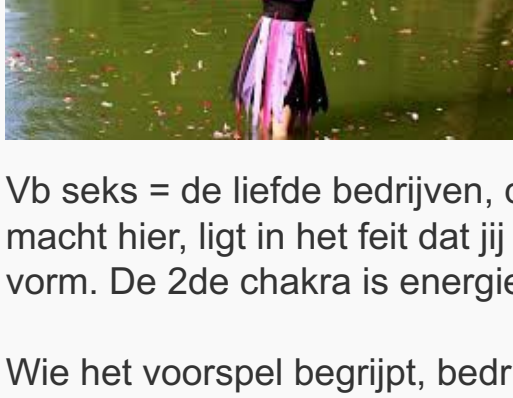 Vb seks = de liefde bedrijven,
macht hier, ligt in het feit dat jij
vorm. De 2de chakra is energie
Wie het voorspel begrijpt, bedr